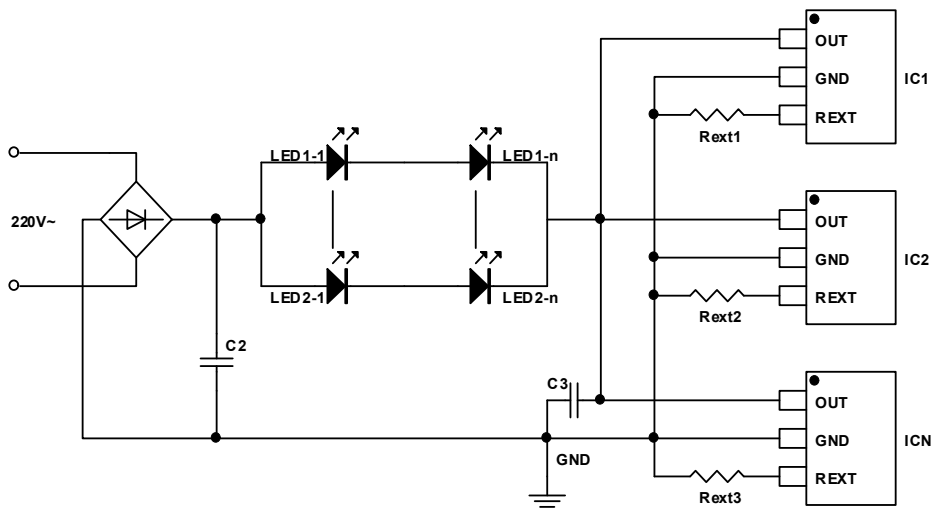 OUT
GND
IC1
REXT
Rext1
LED1-1
LED1-n
220V~
OUT
GND
IC2
REXT
LED2-1
LED2-n
Rext2
C2
C3
OUT
GND
ICN
GND
REXT
Rext3